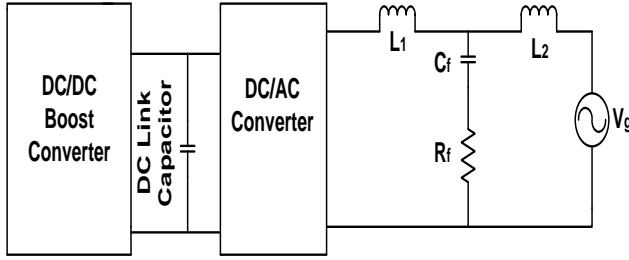 DC/DC
Boost
Converter
DC Link
Capacitor
DC/AC
Converter
L1
Cf
Rf
L2
Vg